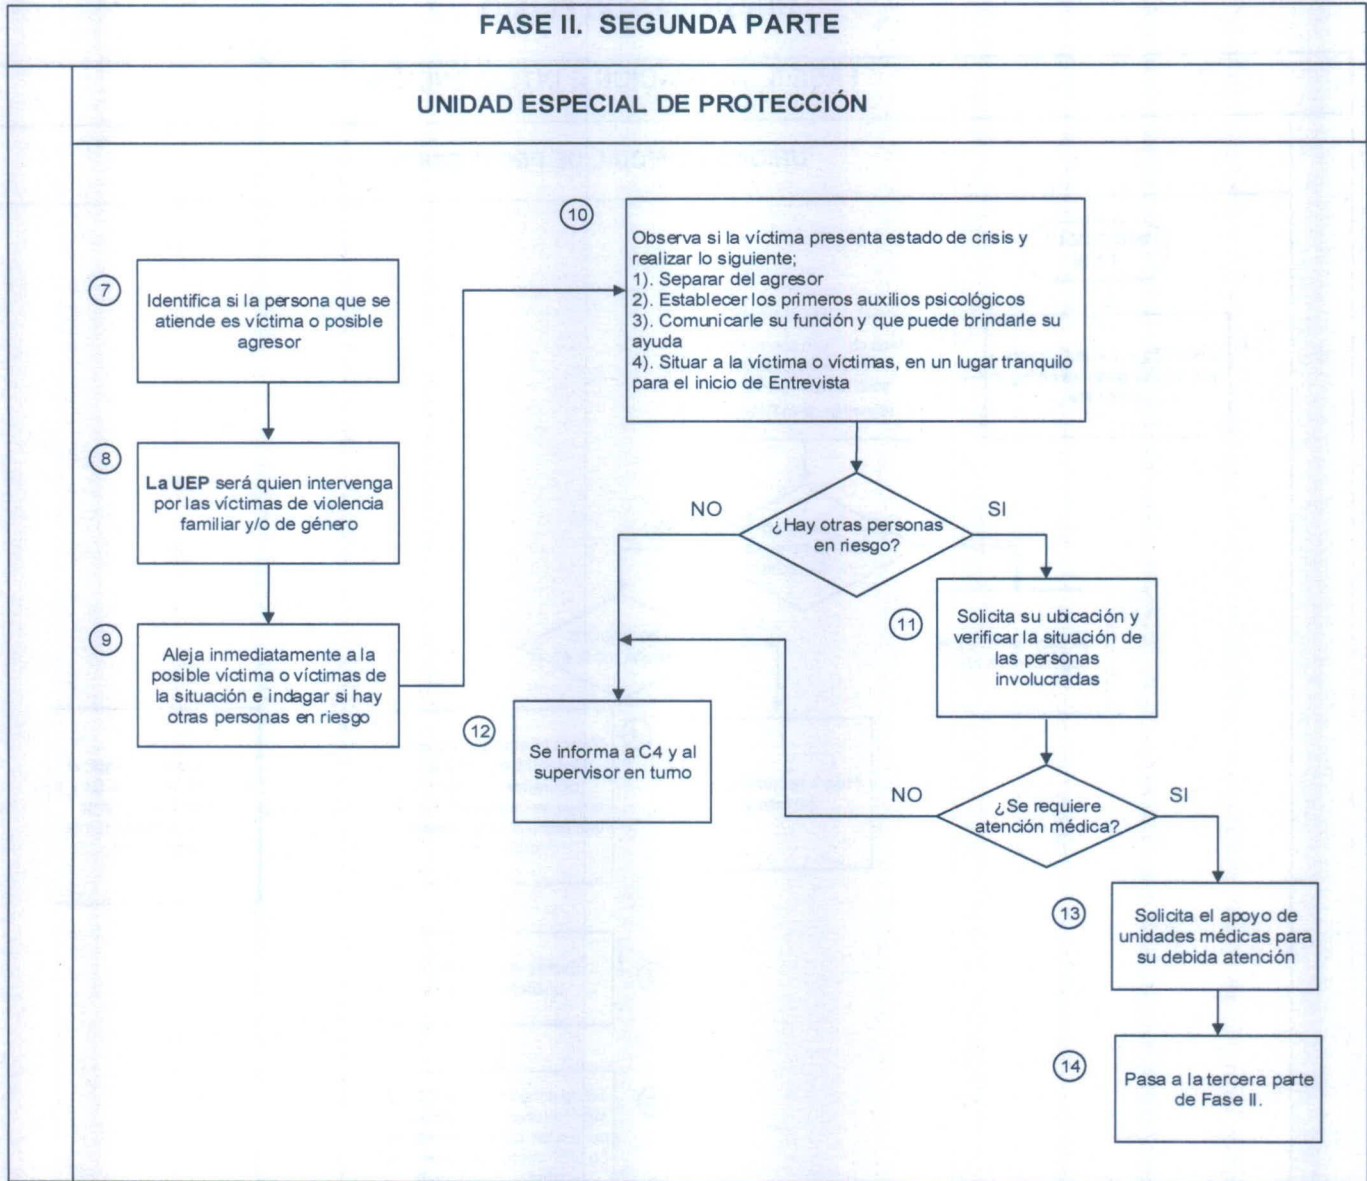 FASE II. SEGUNDA PARTE
UNIDAD ESPECIAL DE PROTECCIÓN
7
Identifica si la persona que se
atiende es víctima o posible
agresor
8
La UEP será quien intervenga
por las víctimas de violencia
familiar y/o de género
9
Aleja inmediatamente a la
posible víctima o víctimas de
la situación e indagar si hay
otras personas en riesgo
10
Observa si la víctima presenta estado de crisis y
realizar lo siguiente;
1). Separar del agresor
2). Establecer los primeros auxilios psicológicos
3). Comunicarle su función y que puede brindarle su
ayuda
4). Situar a la víctima o víctimas, en un lugar tranquilo
para el inicio de Entrevista
¿Hay otras personas
en riesgo?
NO
SI
11
Solicita su ubicación y
verificar la situación de
las personas
involucradas
12
Se informa a C4 y al
supervisor en turno
¿Se requiere
atención médica?
NO
SI
13
Solicita el apoyo de
unidades médicas para
su debida atención
14
Pasa a la tercera parte
de Fase II.